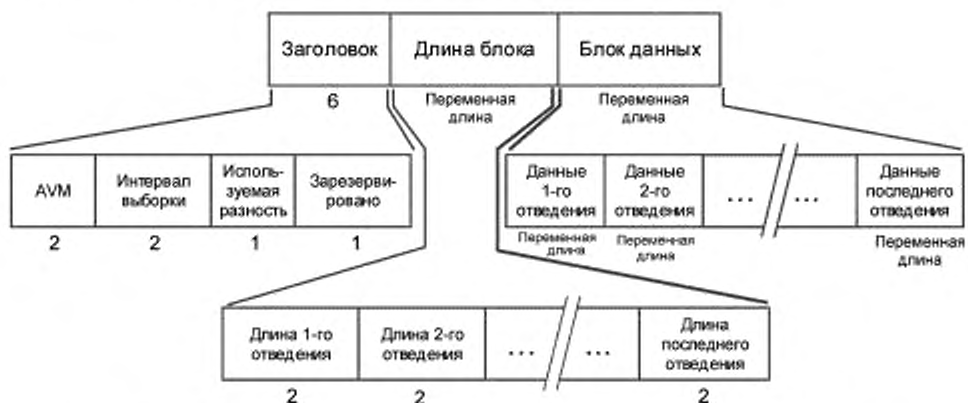 Заголовок Длина блока Блок данных
6 Переменная длина Переменная длина
AVM Интервал выборки Исполь-зуемая разность Зарезерви-ровано
2 2 1 1
Данные 1-го отведения Данные 2-го отведения ... ... Данные последнего отведения
Переменная длина Переменная длина Переменная длина
Длина 1-го отведения Длина 2-го отведения ... ... Длина последнего отведения
2 2 2